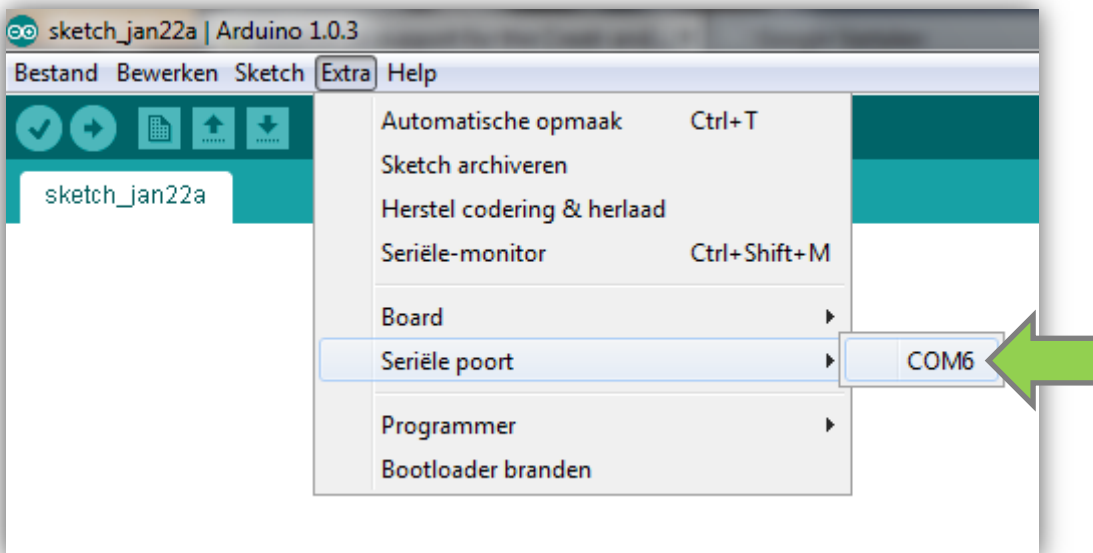 sketch_jan22a | Arduino 1.0.3
Bestand Bewerken Sketch Extra Help
Automatische opmaak Ctrl+T
Sketch archiveren
sketch_jan22a
Herstel codering & herlaad
Seriële-monitor Ctrl+Shift+M
Board
Seriële poort COM6
Programmer
Bootloader branden